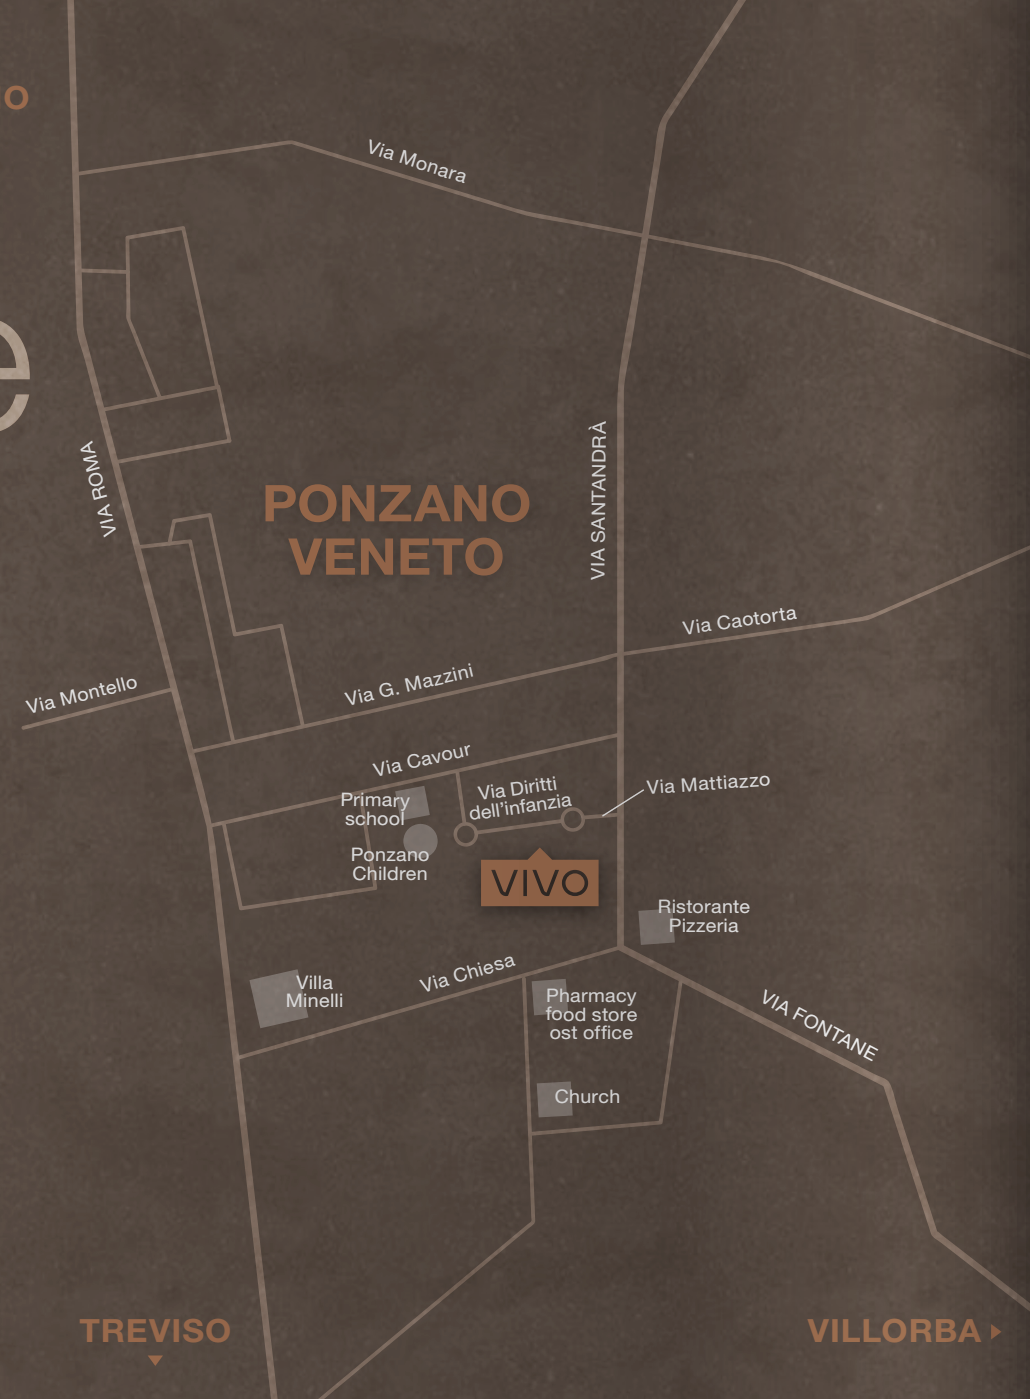 O
Via Monara
e
VIA ROMA
VIA SANTANDRÀ
PONZANO
VENETO
Via Caotorta
Via Montello
Via G. Mazzini
Via Cavour
Via Diritti
dell'infanzia
Via Mattiazzo
Primary
school
Ponzano
Children
VIVO
Ristorante
Pizzeria
Via Chiesa
Villa
Minelli
Pharmacy
food store
ost office
VIA FONTANE
Church
TREVISO
VILLORBA